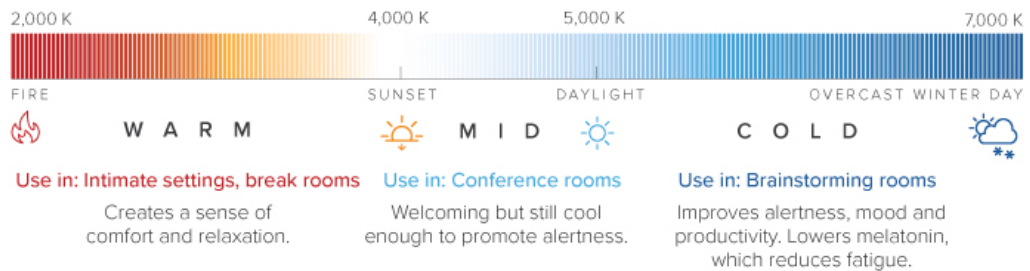 2,000 K
4,000 K
5,000 K
7,000 K
FIRE
SUNSET
DAYLIGHT
OVERCAST WINTER DAY
WARM
MID
COLD
Use in: Intimate settings, break rooms
Creates a sense of
comfort and relaxation.
Use in: Conference rooms
Welcoming but still cool
enough to promote alertness.
Use in: Brainstorming rooms
Improves alertness, mood and
productivity. Lowers melatonin,
which reduces fatigue.